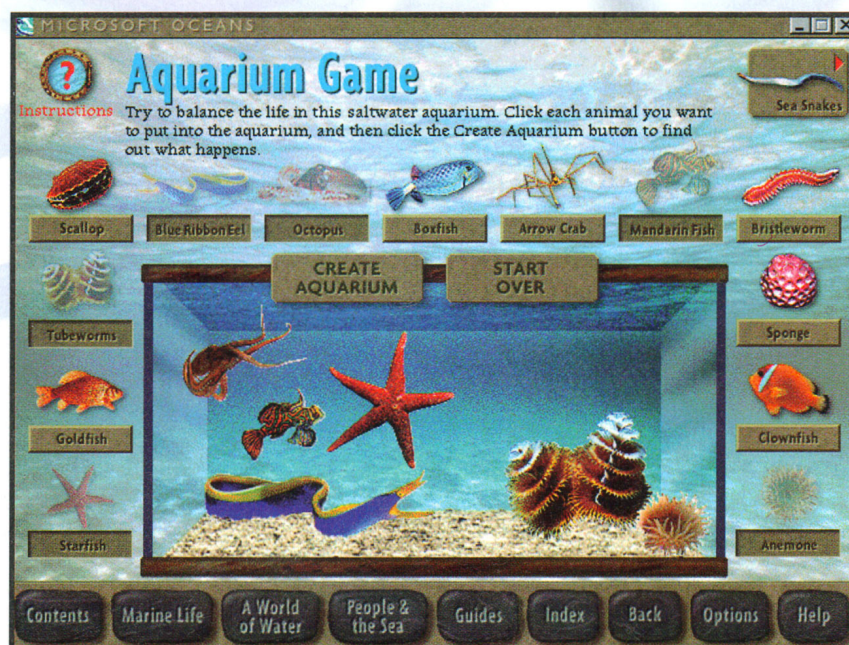 MICROSOFT OCEANS
?
Instructions
Aquarium Game
Try to balance the life in this saltwater aquarium. Click each animal you want
to put into the aquarium, and then click the Create Aquarium button to find
out what happens.
Sea Snakes
Scallop
Blue Ribbon Eel
Octopus
Boxfish
Arrow Crab
Mandarin Fish
Bristleworm
CREATE
AQUARIUM
START
OVER
Tubeworms
Sponge
Goldfish
Clownfish
Starfish
Anemone
Contents
Marine Life
A World
of Water
People &
the Sea
Guides
Index
Back
Options
Help